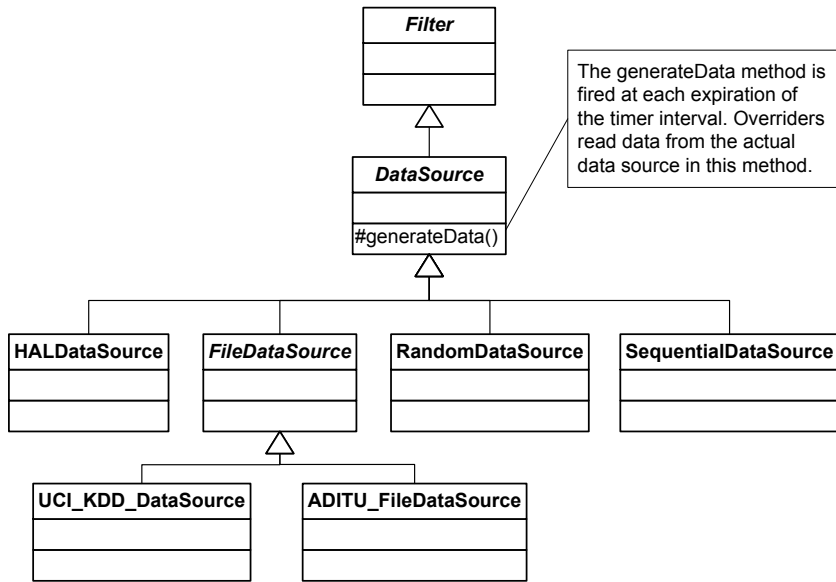 Filter
The generateData method is
fired at each expiration of
the timer interval. Overriders
read data from the actual
data source in this method.
DataSource
#generateData()
HALDataSource
FileDataSource
RandomDataSource
SequentialDataSource
UCI_KDD_DataSource
ADITU_FileDataSource